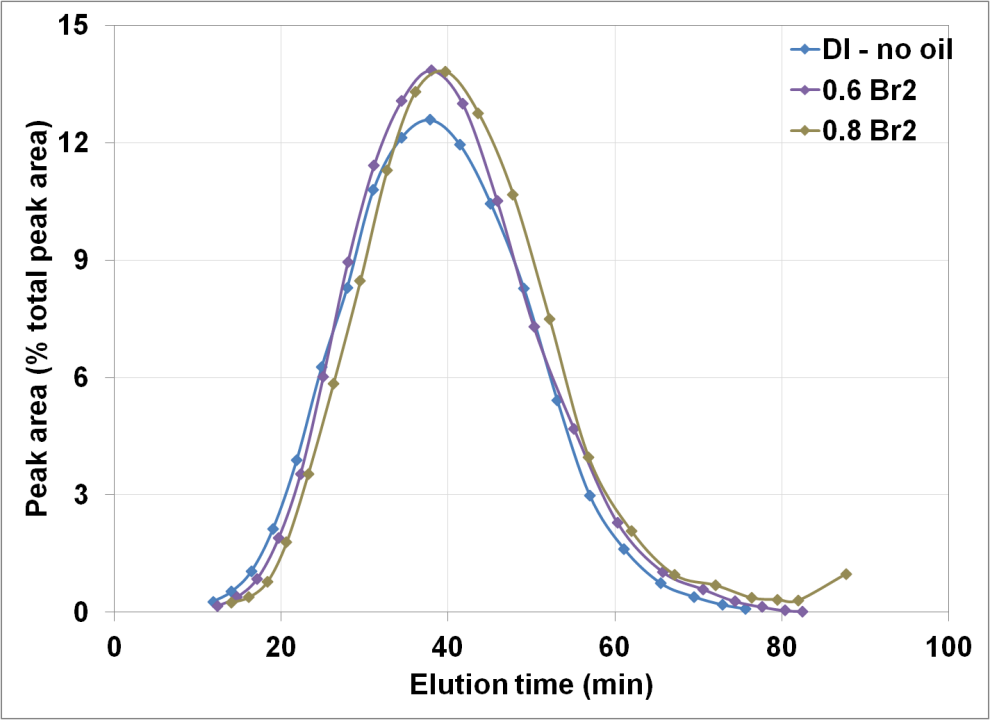 15
12
9
6
3
0
Peak area (% total peak area)
DI - no oil
0.6 Br2
0.8 Br2
0 20 40 60 80 100
Elution time (min)